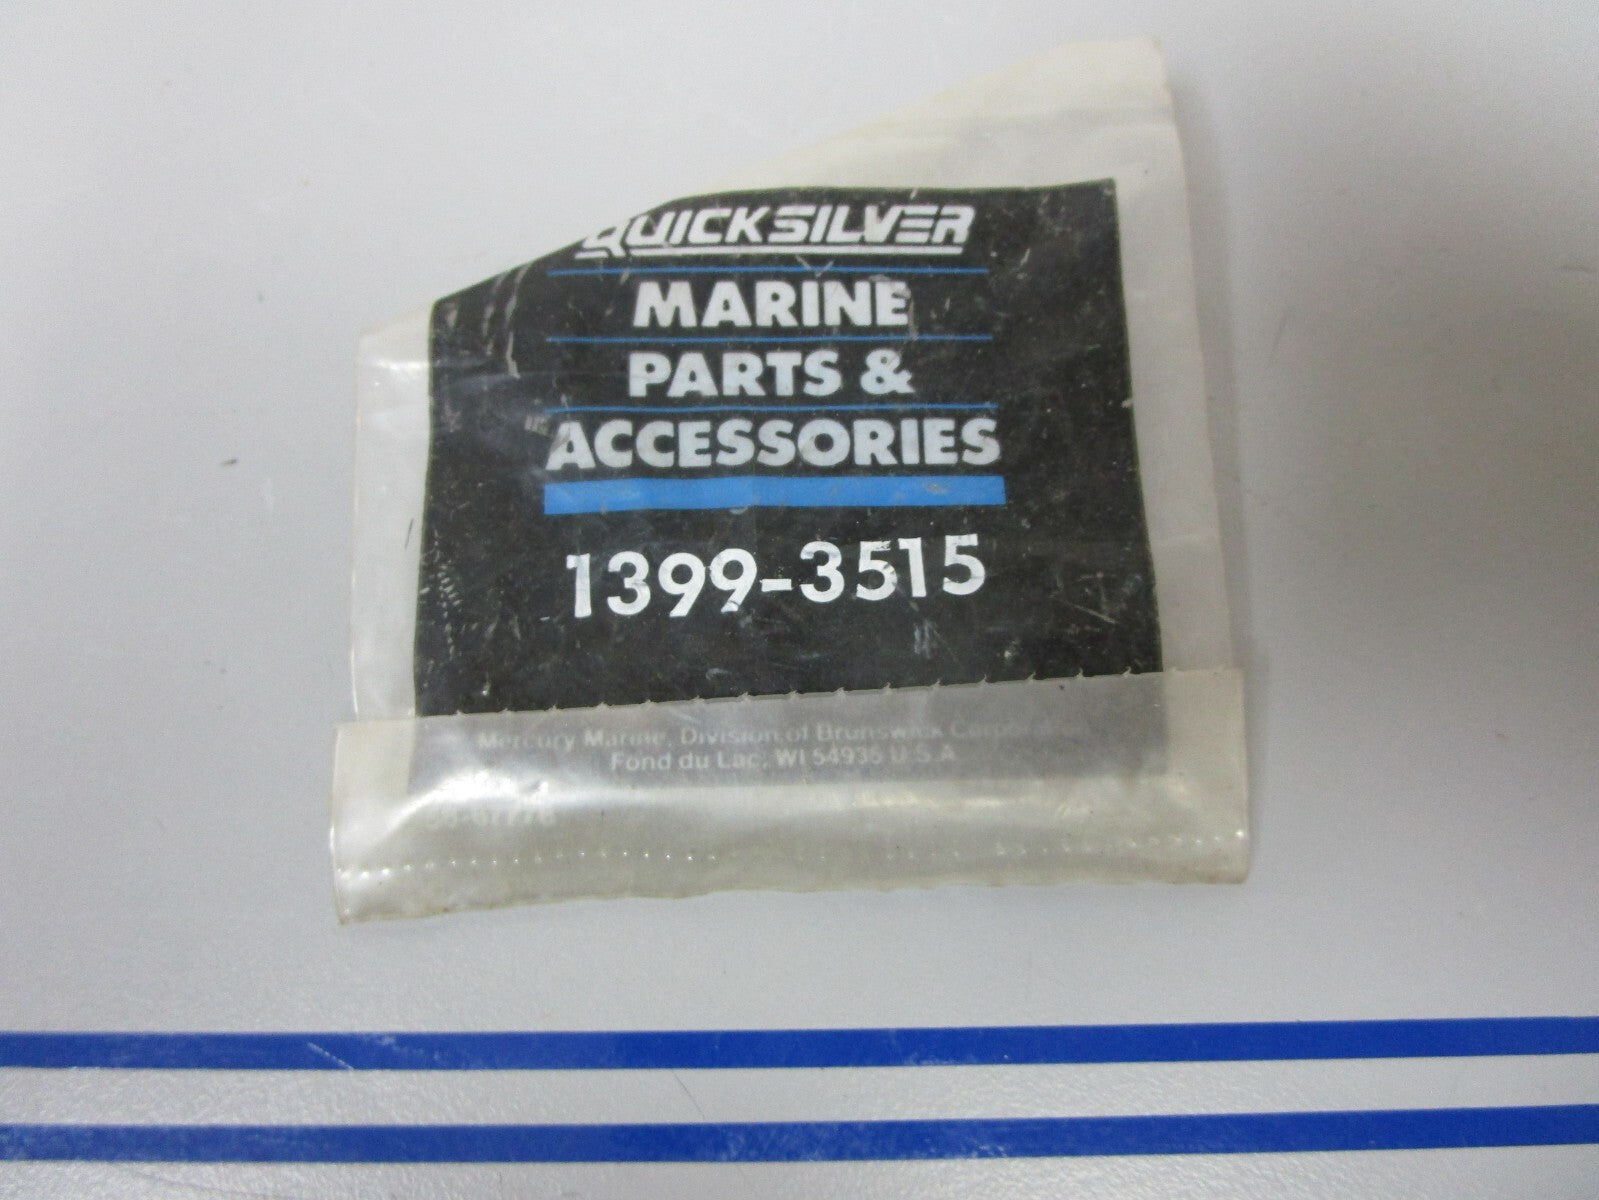 QUICKSILVER
MARINE
PARTS &
ACCESSORIES
1399-3515
Mercury Marine, Division of Brunswick Corporation
Fond du Lac, WI 54935 U.S.A